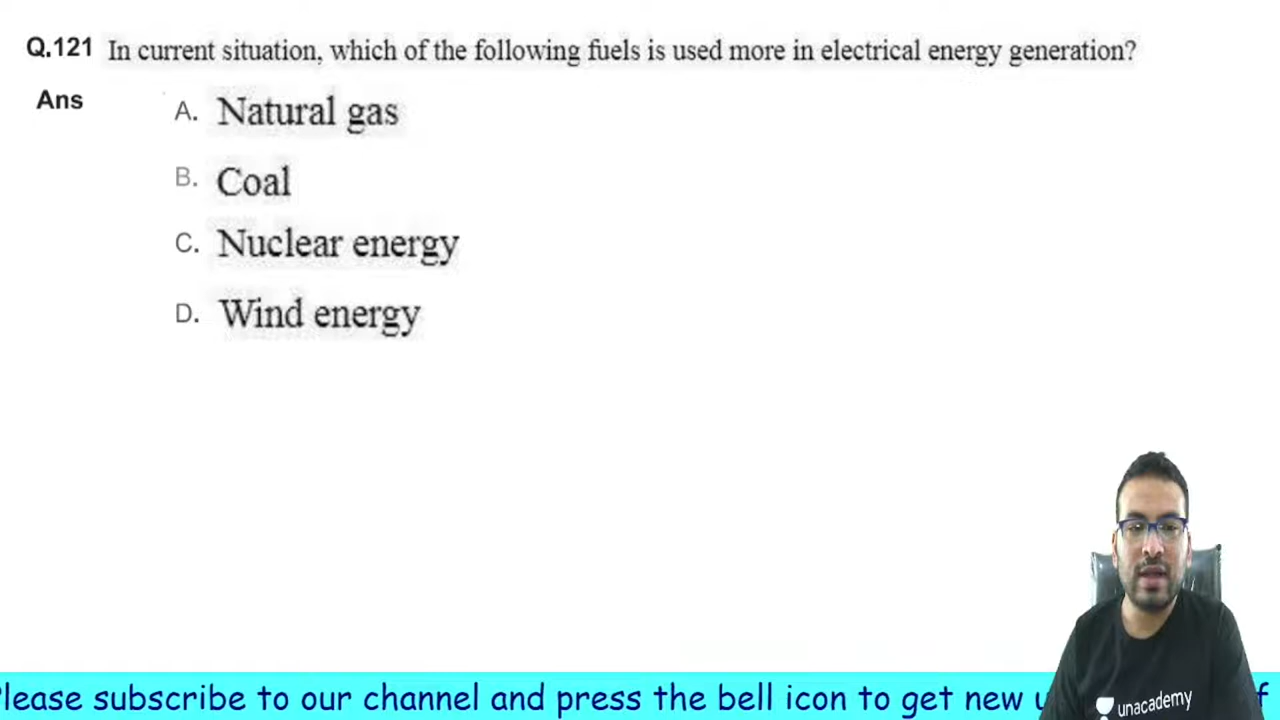 Q.121 In current situation, which of the following fuels is used more in electrical energy generation?
Ans
A. Natural gas
B. Coal
C. Nuclear energy
D. Wind energy
unacademy
lease subscribe to our channel and press the bell icon to get new u f